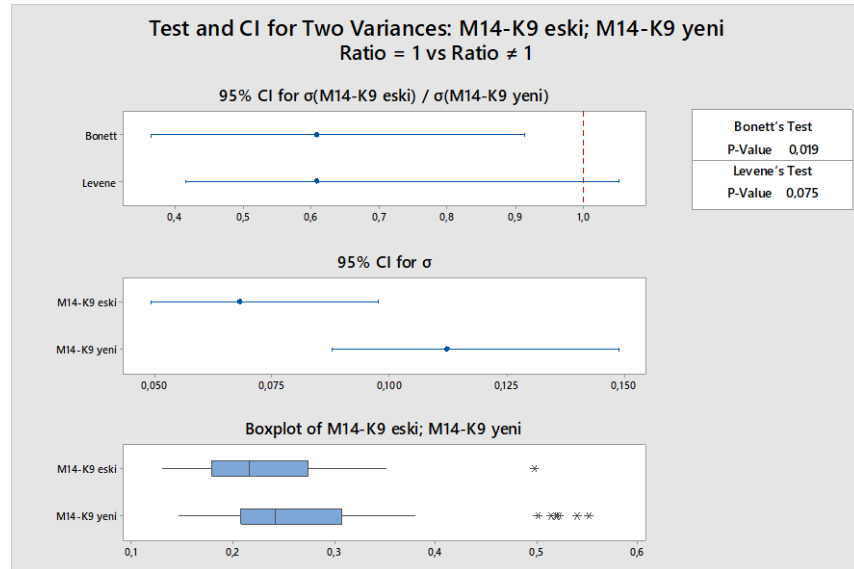 Test and CI for Two Variances: M14-K9 eski; M14-K9 yeni
Ratio = 1 vs Ratio ≠ 1
95% CI for σ(M14-K9 eski) / σ(M14-K9 yeni)
Bonett
Levene
0,4 0,5 0,6 0,7 0,8 0,9 1,0
Bonett's Test
P-Value 0,019
Levene's Test
P-Value 0,075
95% CI for σ
M14-K9 eski
M14-K9 yeni
0,050 0,075 0,100 0,125 0,150
Boxplot of M14-K9 eski; M14-K9 yeni
M14-K9 eski
M14-K9 yeni
0,1 0,2 0,3 0,4 0,5 0,6